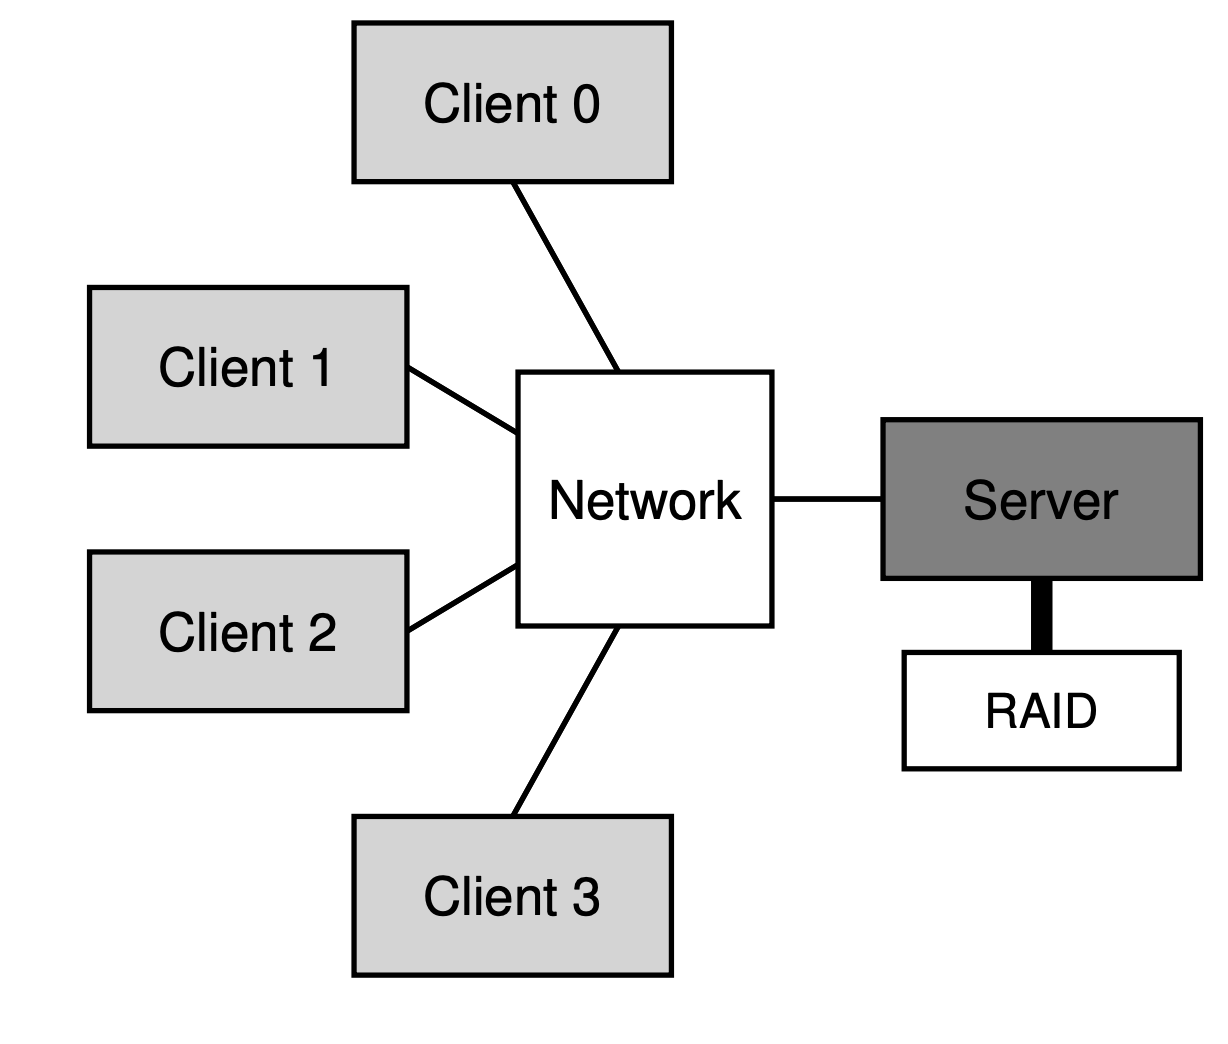 Client 0
Client 1
Network
Server
Client 2
RAID
Client 3